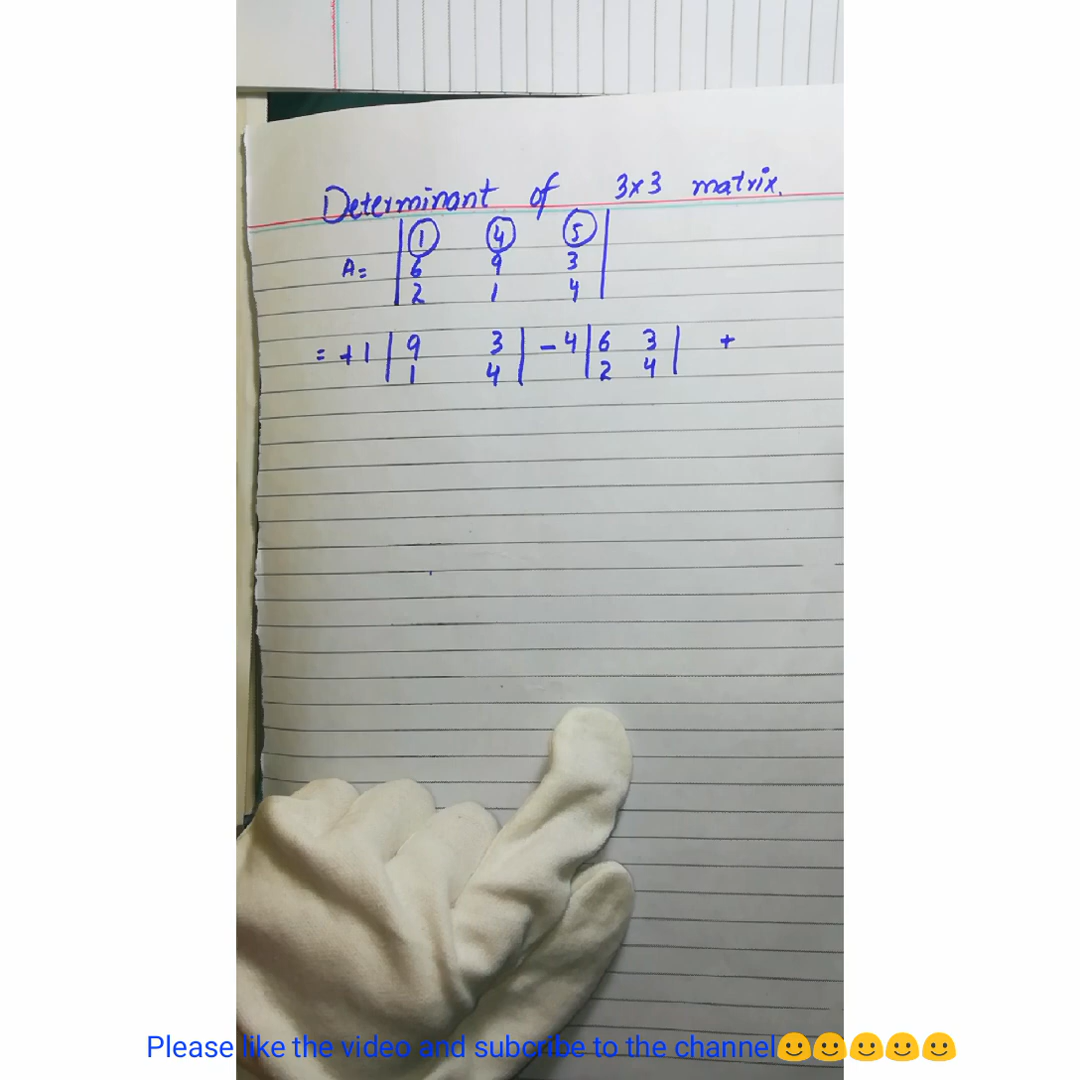 Determinant of 3x3 matrix.
A= | 1 4 5 |
6 9 3
2 1 4
= +1 | 9 3 | - 4 | 6 3 | +
1 4 2 4
Please like the video and subcribe to the channel🙂🙂🙂🙂🙂